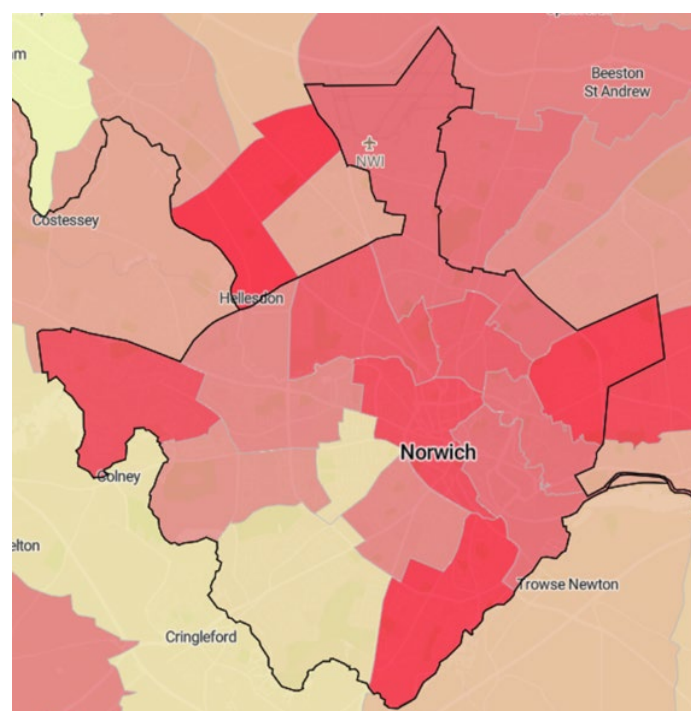 m
Beeston
St Andrew
NWI
Costessey
Hellesdon
Norwich
Colney
elton
Trowse Newton
Cringleford